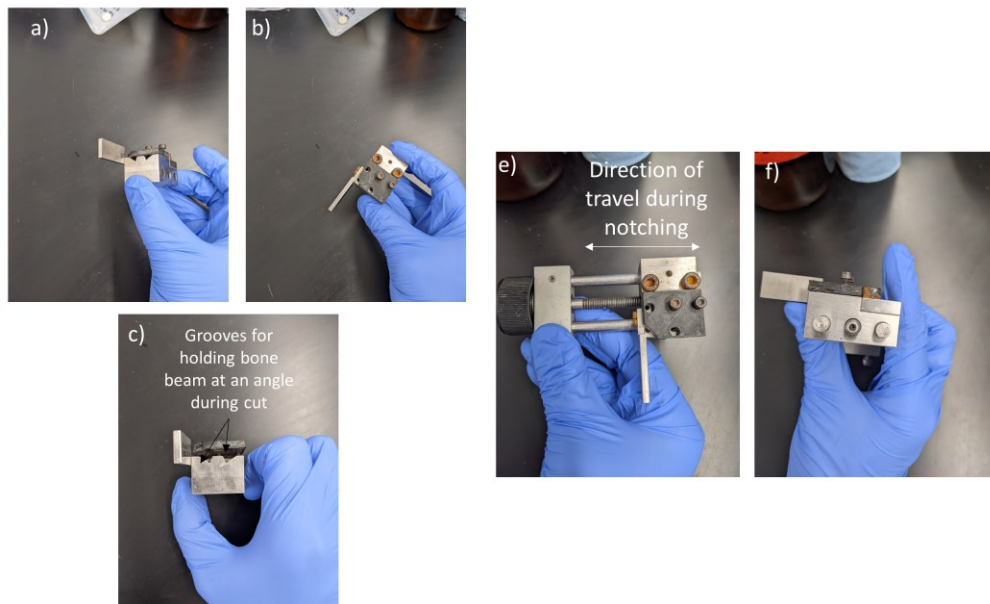 a)
b)
c)
Grooves for
holding bone
beam at an angle
during cut
e)
Direction of
travel during
notching
f)